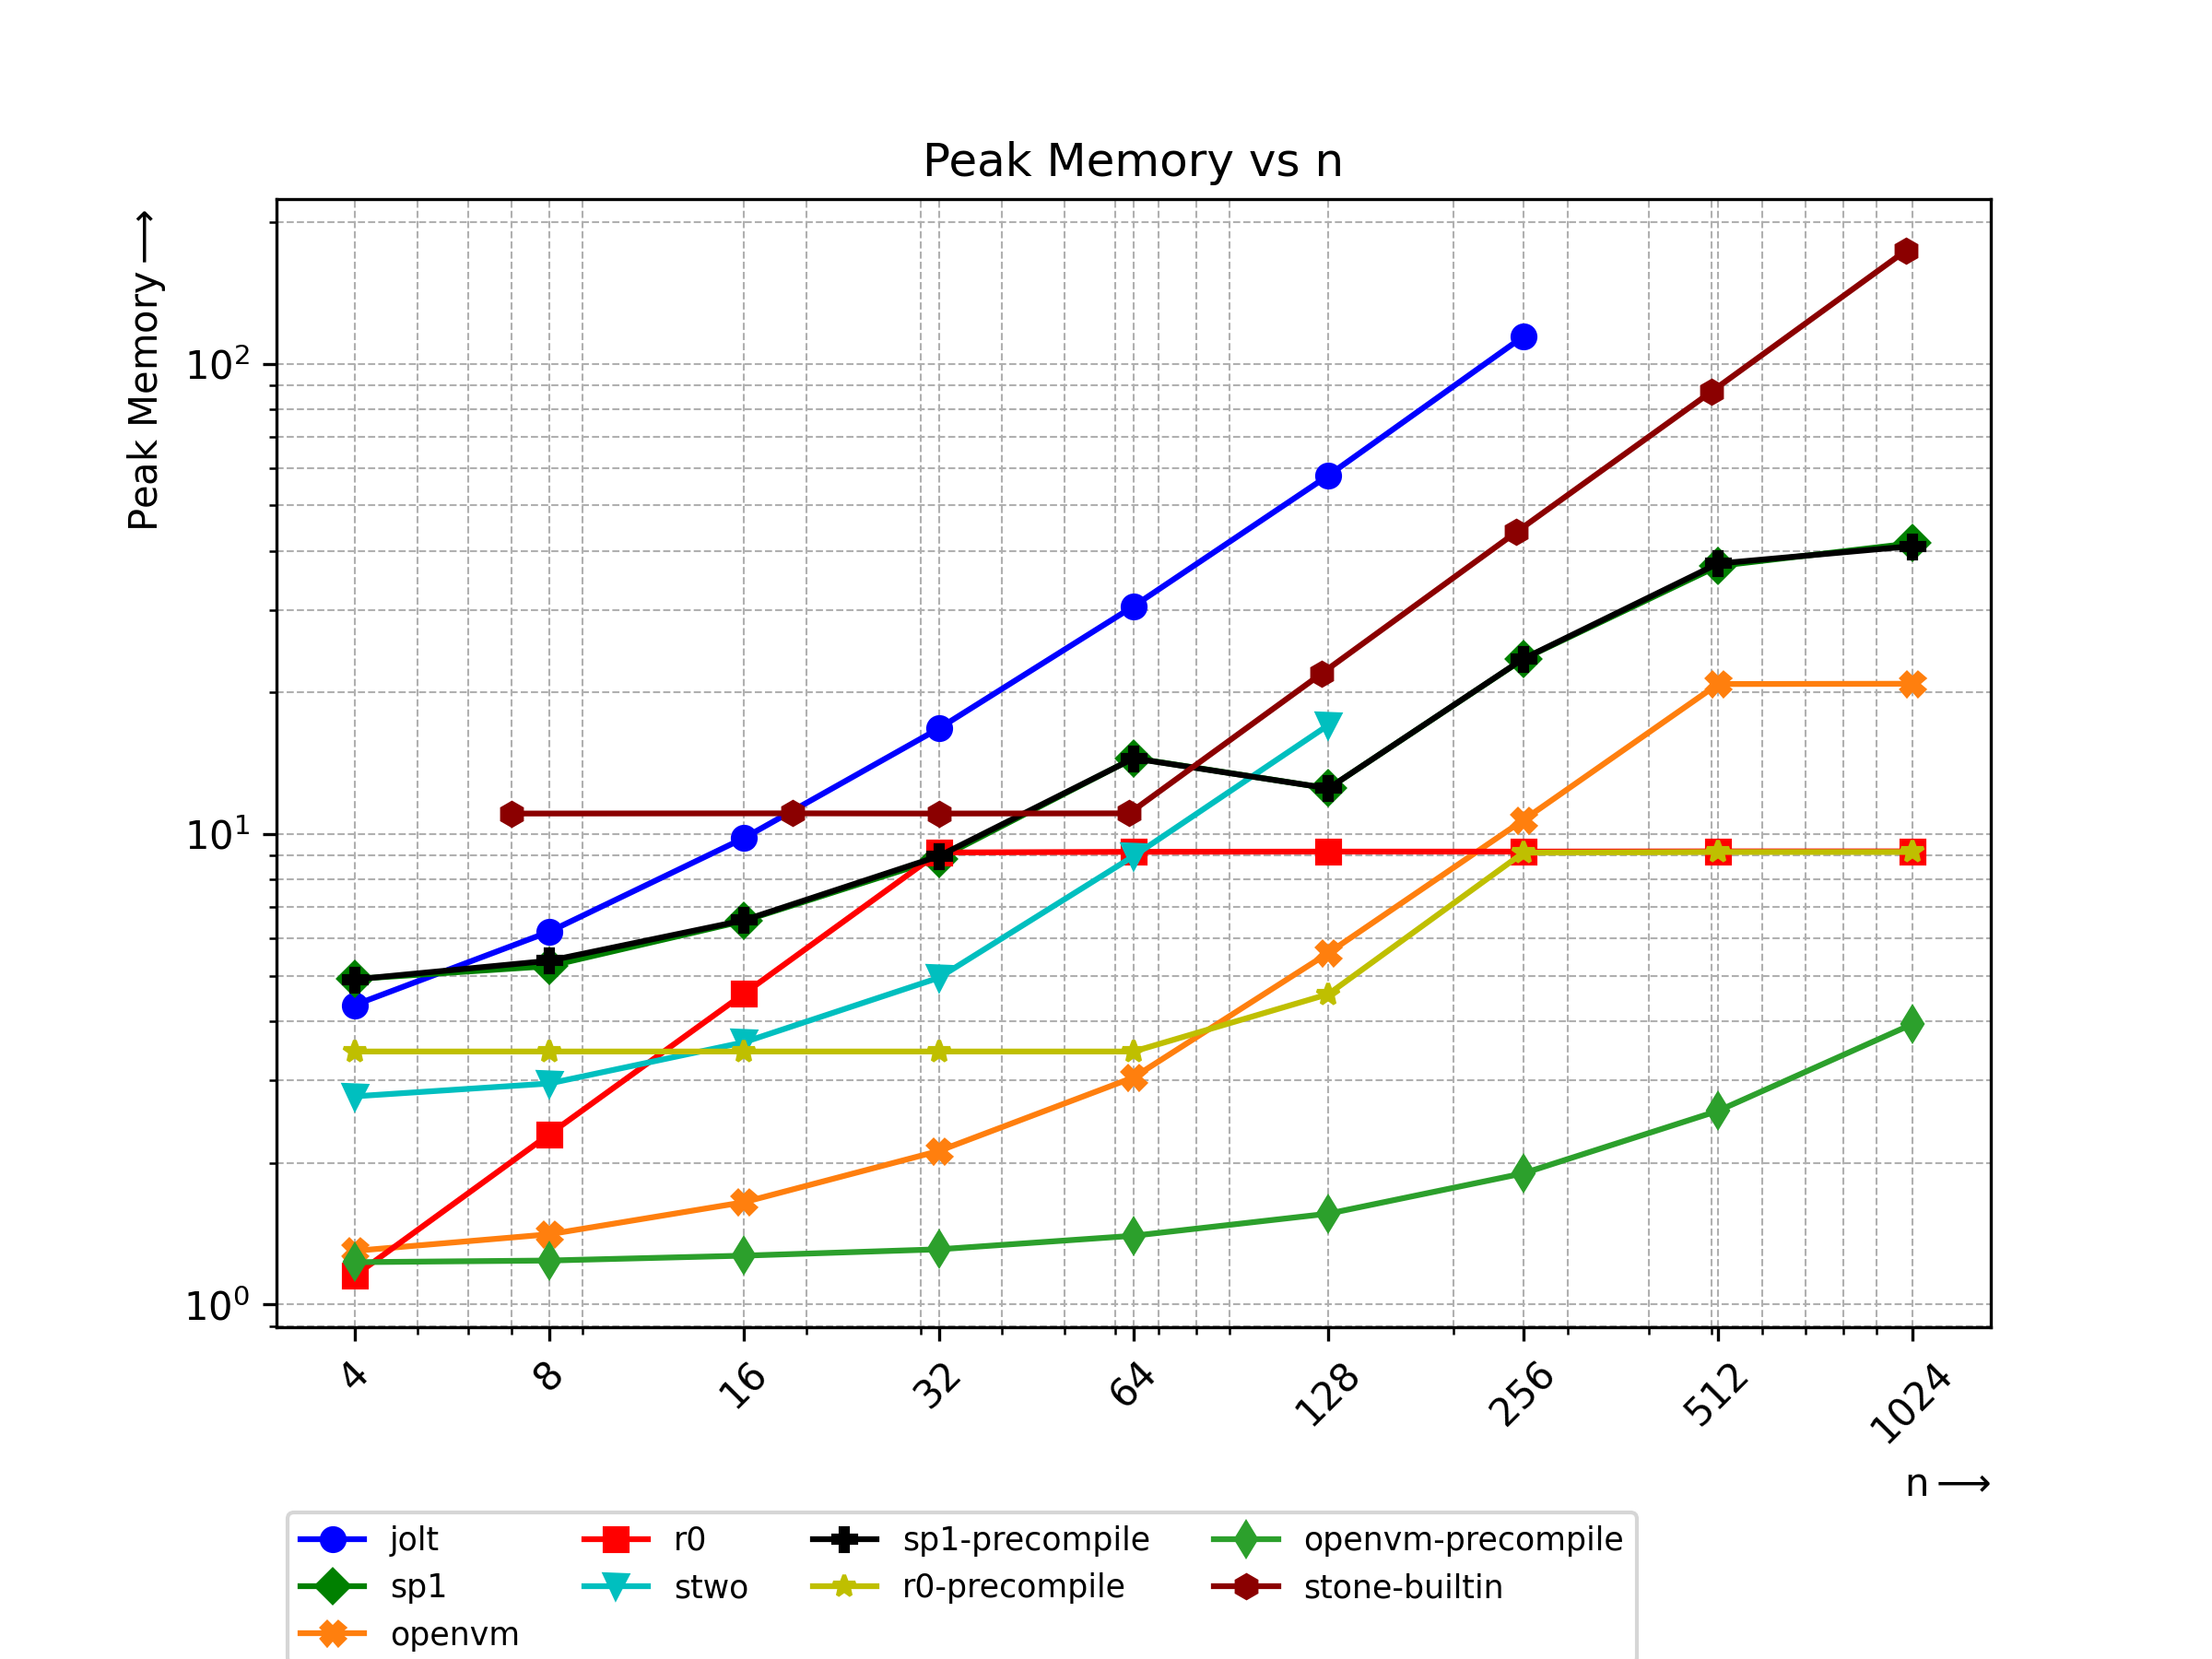 Peak Memory vs n
Peak Memory ⟶
10²
10¹
10⁰
4 8 16 32 64 128 256 512 1024
n ⟶
jolt r0 sp1-precompile openvm-precompile
sp1 stwo r0-precompile stone-builtin
openvm